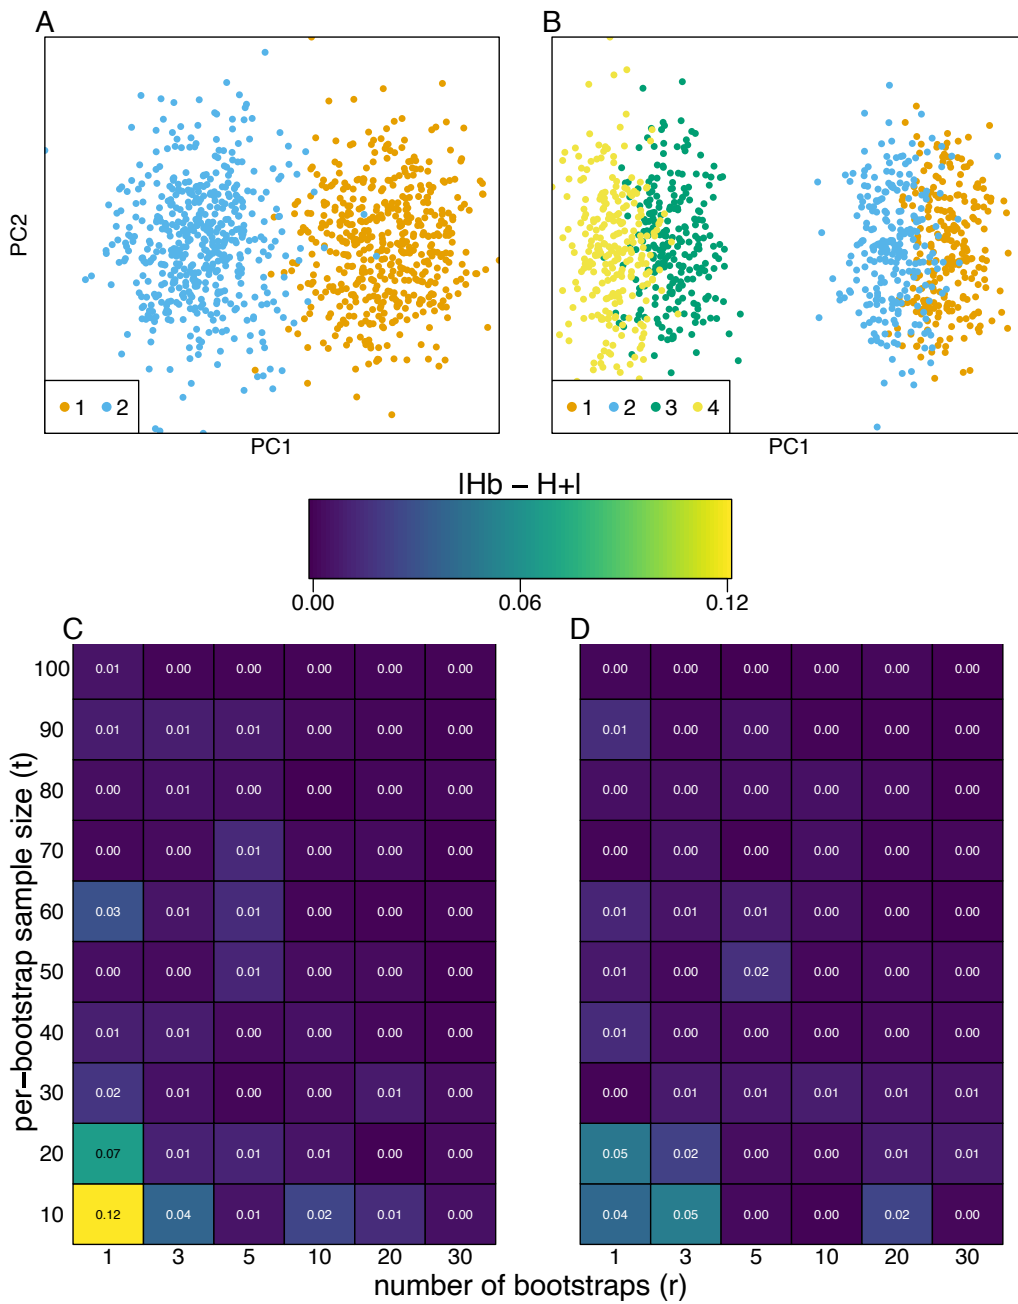 A B
PC2
1 2
1 2 3 4
PC1 PC1
|Hb − H+|
0.00 0.06 0.12
C D
per−bootstrap sample size (t)
100 0.01 0.00 0.00 0.00 0.00 0.00 0.00 0.00 0.00 0.00 0.00 0.00
90 0.01 0.01 0.01 0.00 0.00 0.00 0.01 0.00 0.00 0.00 0.00 0.00
80 0.00 0.01 0.00 0.00 0.00 0.00 0.00 0.00 0.00 0.00 0.00 0.00
70 0.00 0.00 0.01 0.00 0.00 0.00 0.00 0.00 0.00 0.00 0.00 0.00
60 0.03 0.01 0.01 0.00 0.00 0.00 0.01 0.01 0.01 0.00 0.00 0.00
50 0.00 0.00 0.01 0.00 0.00 0.00 0.01 0.00 0.02 0.00 0.00 0.00
40 0.01 0.01 0.00 0.00 0.00 0.00 0.01 0.00 0.00 0.00 0.00 0.00
30 0.02 0.01 0.00 0.00 0.01 0.00 0.00 0.01 0.01 0.01 0.01 0.01
20 0.07 0.01 0.01 0.01 0.00 0.00 0.05 0.02 0.00 0.00 0.01 0.01
10 0.12 0.04 0.01 0.02 0.01 0.00 0.04 0.05 0.00 0.00 0.02 0.00
1 3 5 10 20 30 1 3 5 10 20 30
number of bootstraps (r)